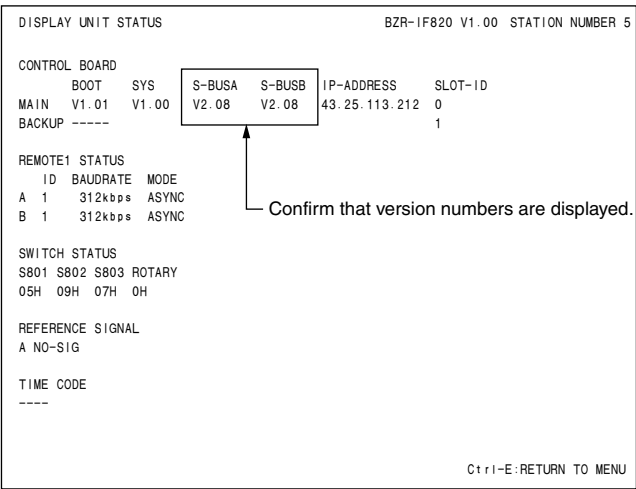 DISPLAY UNIT STATUS BZR-IF820 V1.00 STATION NUMBER 5
CONTROL BOARD
BOOT SYS S-BUSA S-BUSB IP-ADDRESS SLOT-ID
MAIN V1.01 V1.00 V2.08 V2.08 43.25.113.212 0
BACKUP ----- 1
REMOTE1 STATUS
ID BAUDRATE MODE
A 1 312kbps ASYNC
B 1 312kbps ASYNC
Confirm that version numbers are displayed.
SWITCH STATUS
S801 S802 S803 ROTARY
05H 09H 07H 0H
REFERENCE SIGNAL
A NO-SIG
TIME CODE
----
Ctrl-E:RETURN TO MENU